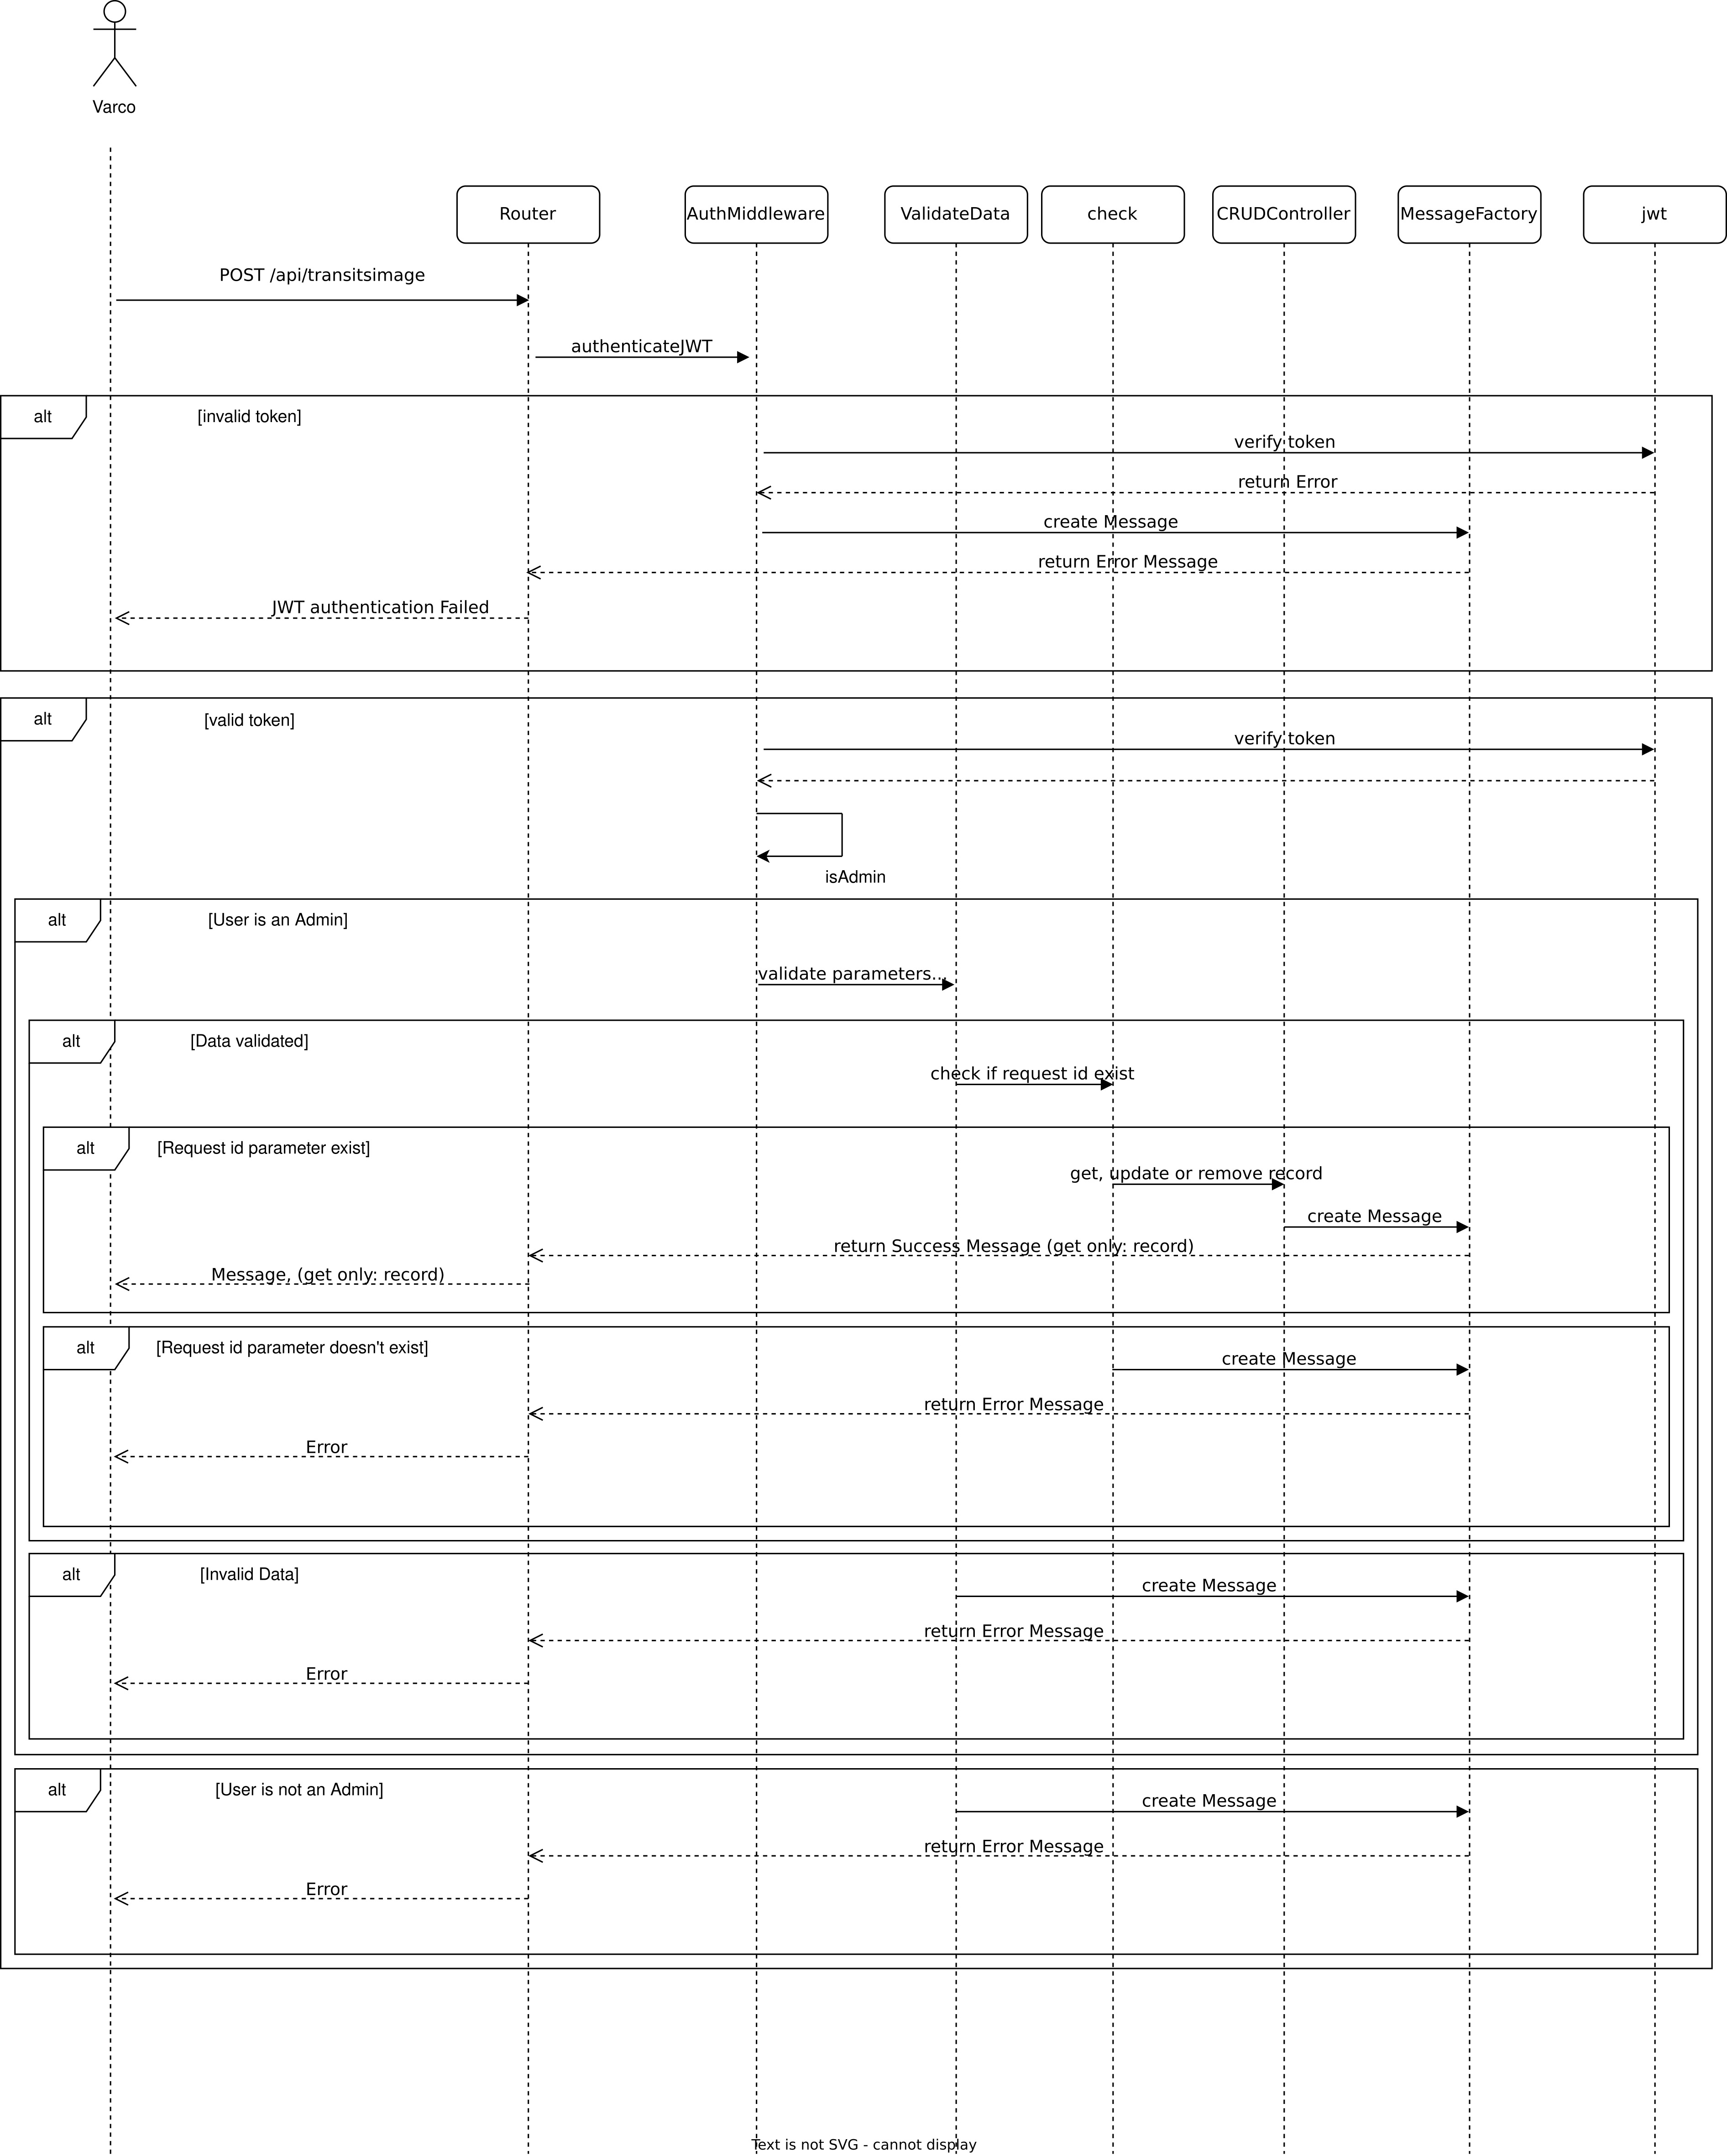 Varco
Router
AuthMiddleware
ValidateData
check
CRUDController
MessageFactory
jwt
POST /api/transitsimage
authenticateJWT
alt
[invalid token]
verify token
return Error
create Message
return Error Message
JWT authentication Failed
alt
[valid token]
verify token
isAdmin
alt
[User is an Admin]
validate parameters...
alt
[Data validated]
check if request id exist
alt
[Request id parameter exist]
get, update or remove record
create Message
return Success Message (get only: record)
Message, (get only: record)
alt
[Request id parameter doesn't exist]
create Message
return Error Message
Error
alt
[Invalid Data]
create Message
return Error Message
Error
alt
[User is not an Admin]
create Message
return Error Message
Error
Text is not SVG - cannot display